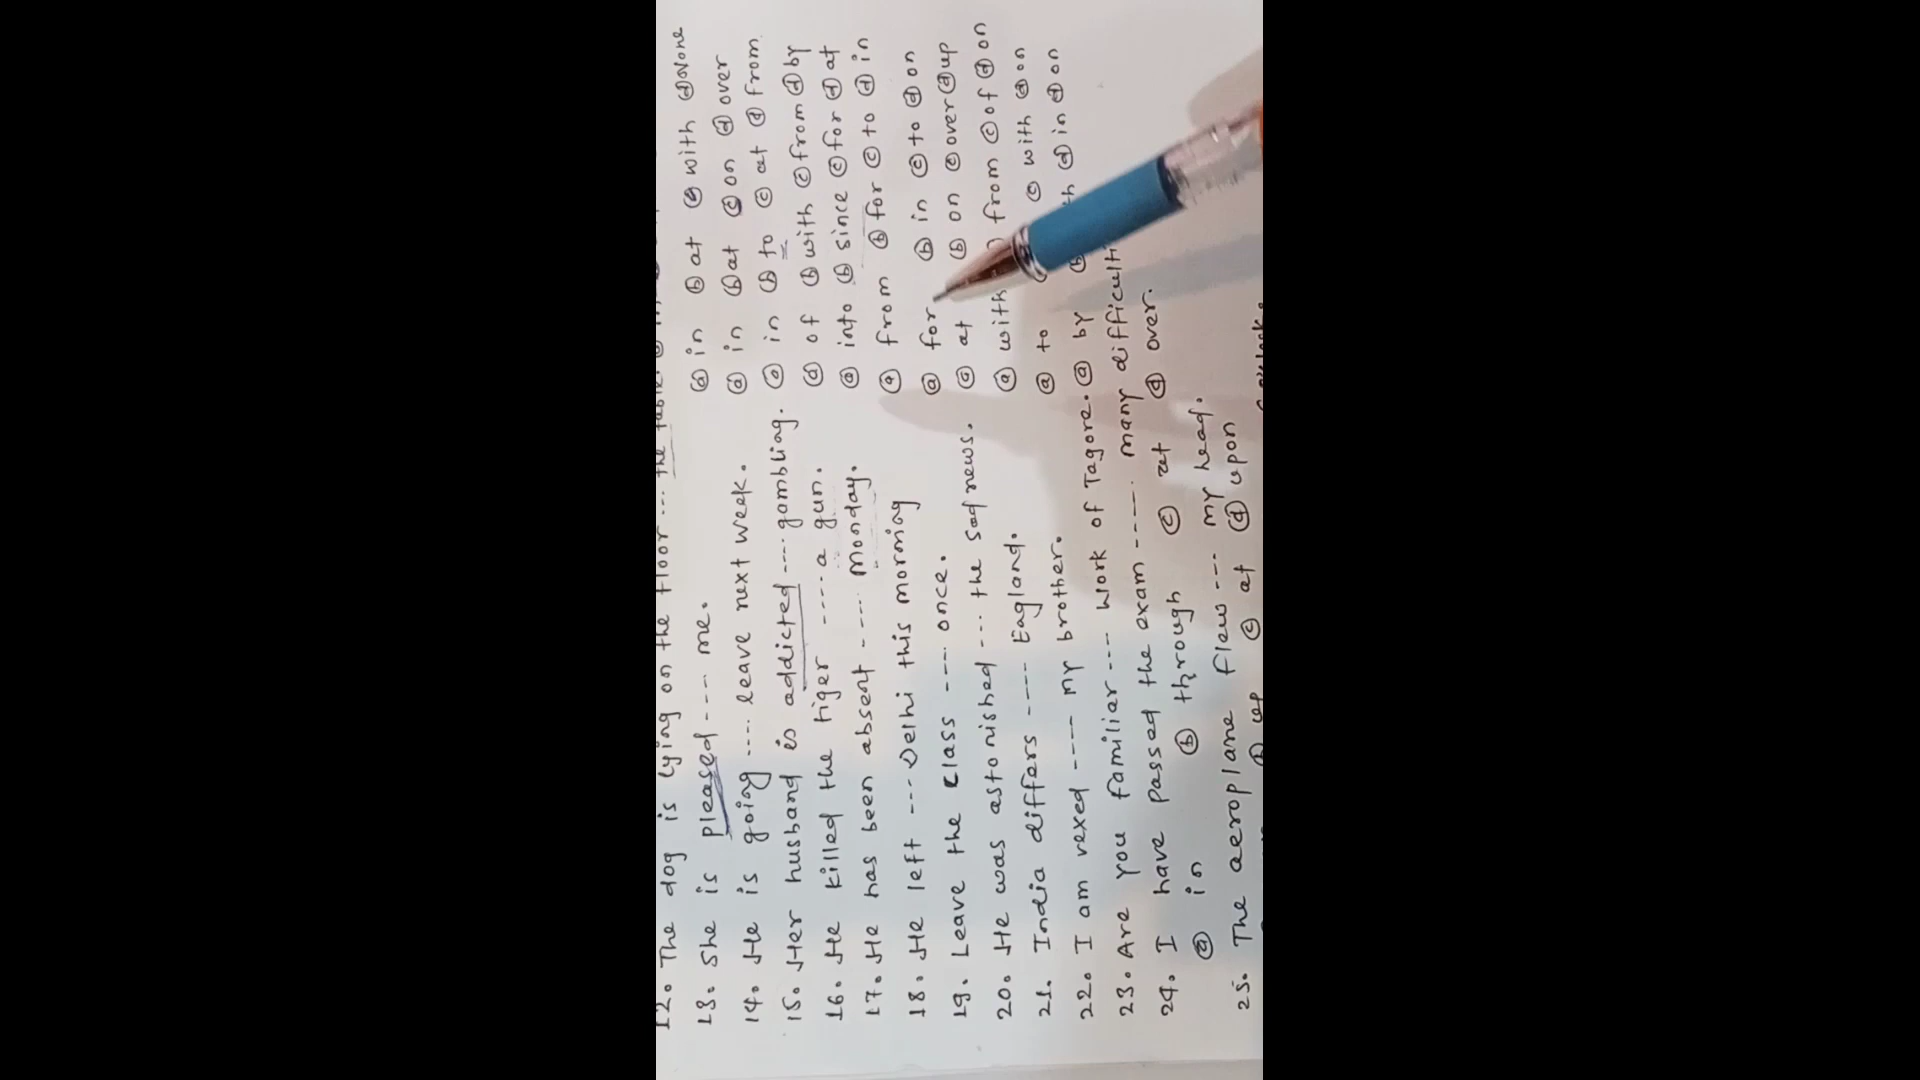 12. The dog is lying on the floor ... the table.
13. She is pleased --- me. (a) in (b) at (c) with (d) None
14. He is going ---- leave next week. (a) in (b) at (c) on (d) over
15. Her husband is addicted ---- gambling. (a) in (b) to (c) at (d) from
16. He killed the tiger ----- a gun. (a) of (b) with (c) from (d) by
17. He has been absent ----- Monday. (a) into (b) since (c) for (d) at
18. He left ---- Delhi this morning (a) from (b) for (c) to (d) in
19. Leave the class ---- once. (a) for (b) in (c) to (d) on
20. He was astonished --- the sad news. (a) at (b) on (c) over (d) up
21. India differs ---- Eagland. (a) with from (c) of (d) on
22. I am vexed ---- my brother. (a) to (c) with (d) on
23. Are you familiar --- work of Tagore. (a) by (d) in (d) on
24. I have passed the exam ----- many
(a) in (b) through (c) at (d) over.
25. The aeroplane flew --- my head.
(b) up (c) at (d) upon